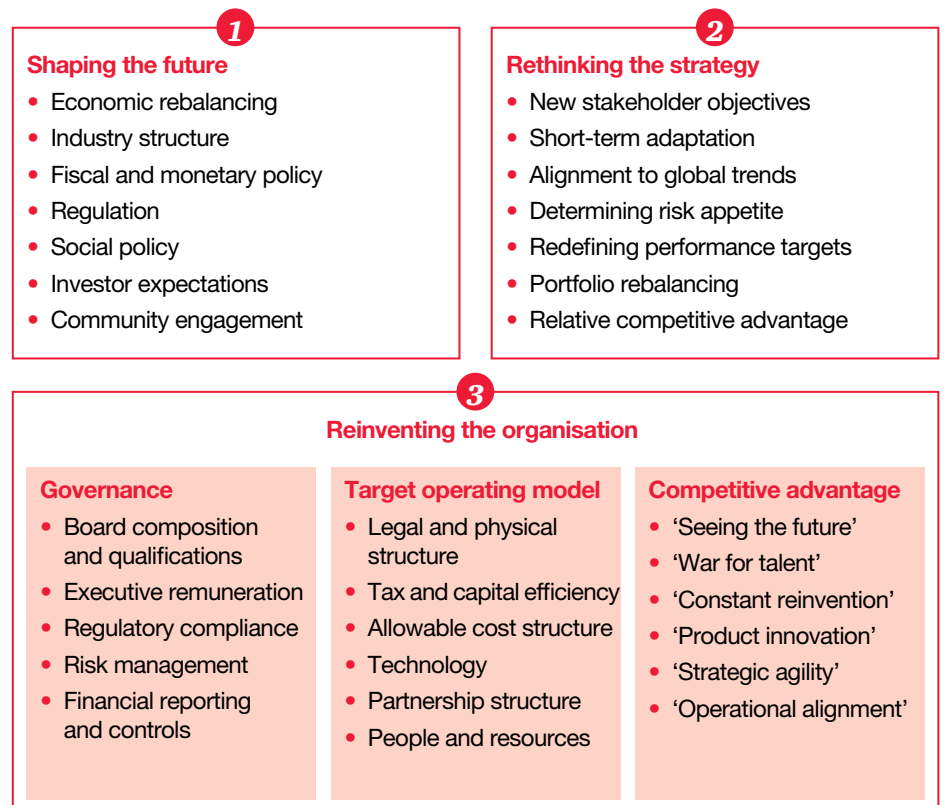 1
Shaping the future
• Economic rebalancing
• Industry structure
• Fiscal and monetary policy
• Regulation
• Social policy
• Investor expectations
• Community engagement
2
Rethinking the strategy
• New stakeholder objectives
• Short-term adaptation
• Alignment to global trends
• Determining risk appetite
• Redefining performance targets
• Portfolio rebalancing
• Relative competitive advantage
3
Reinventing the organisation
Governance
• Board composition
and qualifications
• Executive remuneration
• Regulatory compliance
• Risk management
• Financial reporting
and controls
Target operating model
• Legal and physical
structure
• Tax and capital efficiency
• Allowable cost structure
• Technology
• Partnership structure
• People and resources
Competitive advantage
• ‘Seeing the future’
• ‘War for talent’
• ‘Constant reinvention’
• ‘Product innovation’
• ‘Strategic agility’
• ‘Operational alignment’